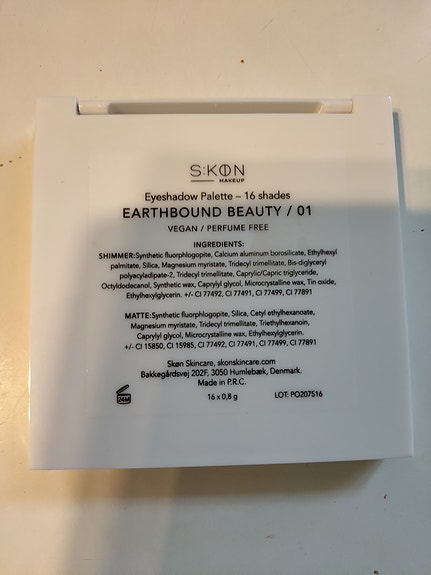 S:KØN
MAKEUP
Eyeshadow Palette – 16 shades
EARTHBOUND BEAUTY / 01
VEGAN / PERFUME FREE
INGREDIENTS:
SHIMMER:Synthetic fluorphlogopite, Calcium aluminum borosilicate, Ethylhexyl
palmitate, Silica, Magnesium myristate, Tridecyl trimellitate, Bis-diglyceryl
polyacyladipate-2, Tridecyl trimellitate, Caprylic/Capric triglyceride,
Octyldodecanol, Synthetic wax, Caprylyl glycol, Microcrystalline wax, Tin oxide,
Ethylhexylglycerin. +/- CI 77492, CI 77491, CI 77499, CI 77891
MATTE:Synthetic fluorphlogopite, Silica, Cetyl ethylhexanoate,
Magnesium myristate, Tridecyl trimellitate, Triethylhexanoin,
Caprylyl glycol, Microcrystalline wax, Ethylhexylglycerin.
+/- CI 15850, CI 15985, CI 77492, CI 77491, CI 77499, CI 77891
Skøn Skincare, skonskincare.com
Bakkegårdsvej 202F, 3050 Humlebæk, Denmark.
Made in P.R.C.
24M 16 x 0,8 g LOT: PO207516